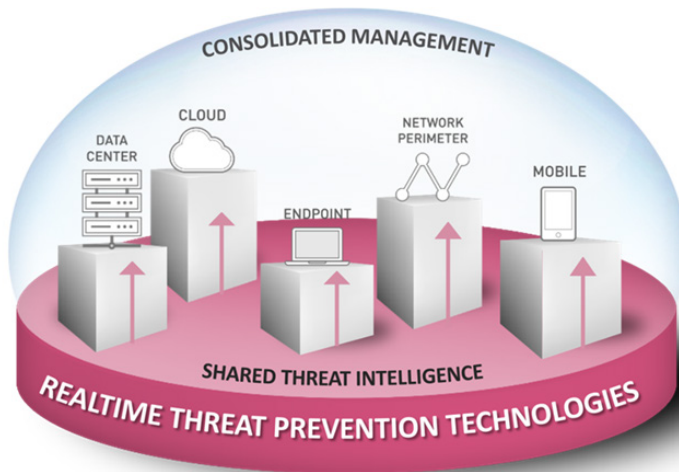 CONSOLIDATED MANAGEMENT
CLOUD
DATA
CENTER
NETWORK
PERIMETER
MOBILE
ENDPOINT
SHARED THREAT INTELLIGENCE
REALTIME THREAT PREVENTION TECHNOLOGIES